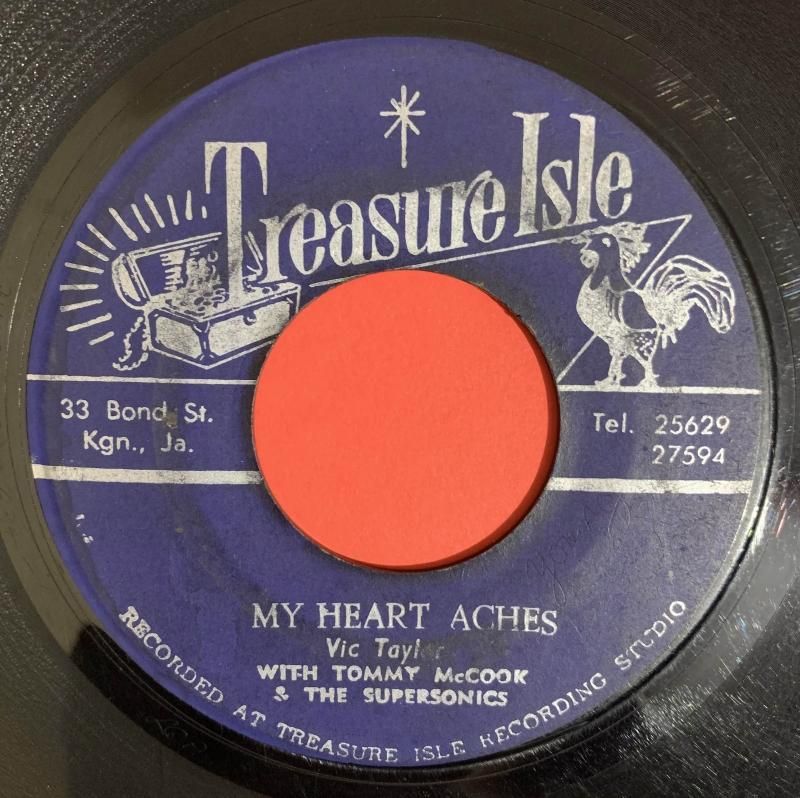 Treasure Isle
33 Bond St.
Kgn., Ja.
Tel. 25629
27594
MY HEART ACHES
Vic Taylor
WITH TOMMY McCOOK
& THE SUPERSONICS
RECORDED AT TREASURE ISLE RECORDING STUDIO